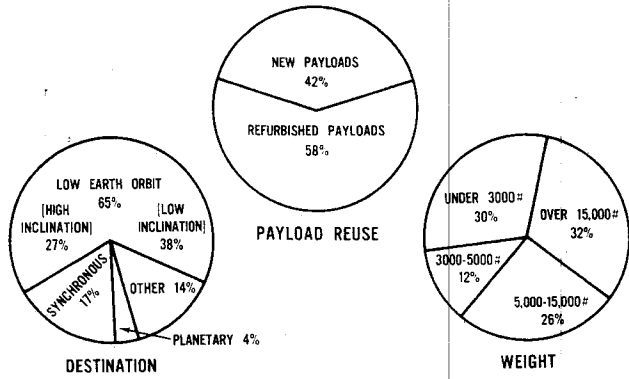 NEW PAYLOADS
42%
REFURBISHED PAYLOADS
58%
PAYLOAD REUSE
LOW EARTH ORBIT
65%
[HIGH
INCLINATION]
27%
[LOW
INCLINATION]
38%
SYNCHRONOUS
17%
OTHER 14%
PLANETARY 4%
DESTINATION
UNDER 3000#
30%
OVER 15,000#
32%
3000-5000#
12%
5,000-15,000#
26%
WEIGHT